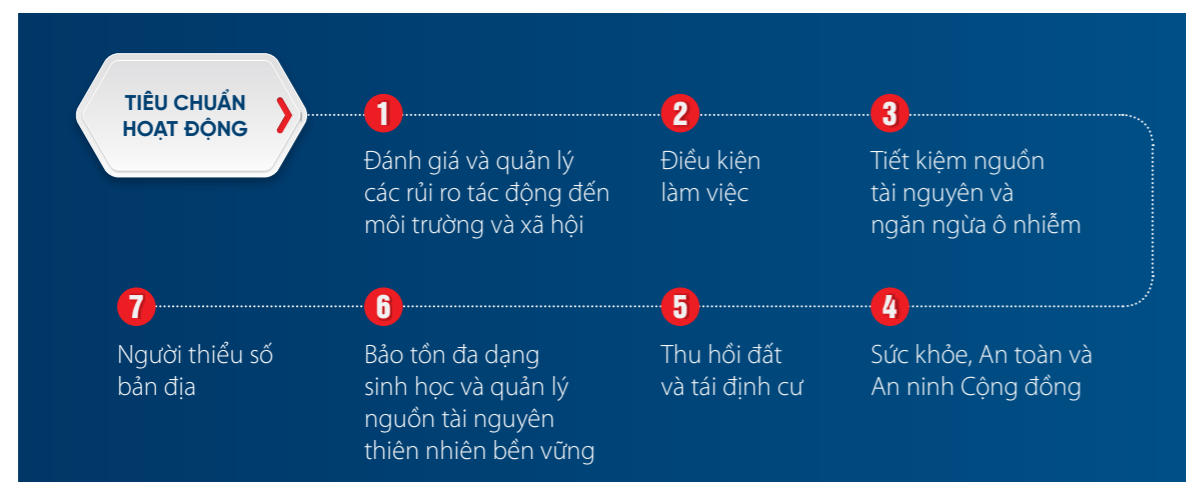 TIÊU CHUẨN
HOẠT ĐỘNG
1
Đánh giá và quản lý
các rủi ro tác động đến
môi trường và xã hội
2
Điều kiện
làm việc
3
Tiết kiệm nguồn
tài nguyên và
ngăn ngừa ô nhiễm
4
Sức khỏe, An toàn và
An ninh Cộng đồng
5
Thu hồi đất
và tái định cư
6
Bảo tồn đa dạng
sinh học và quản lý
nguồn tài nguyên
thiên nhiên bền vững
7
Người thiểu số
bản địa